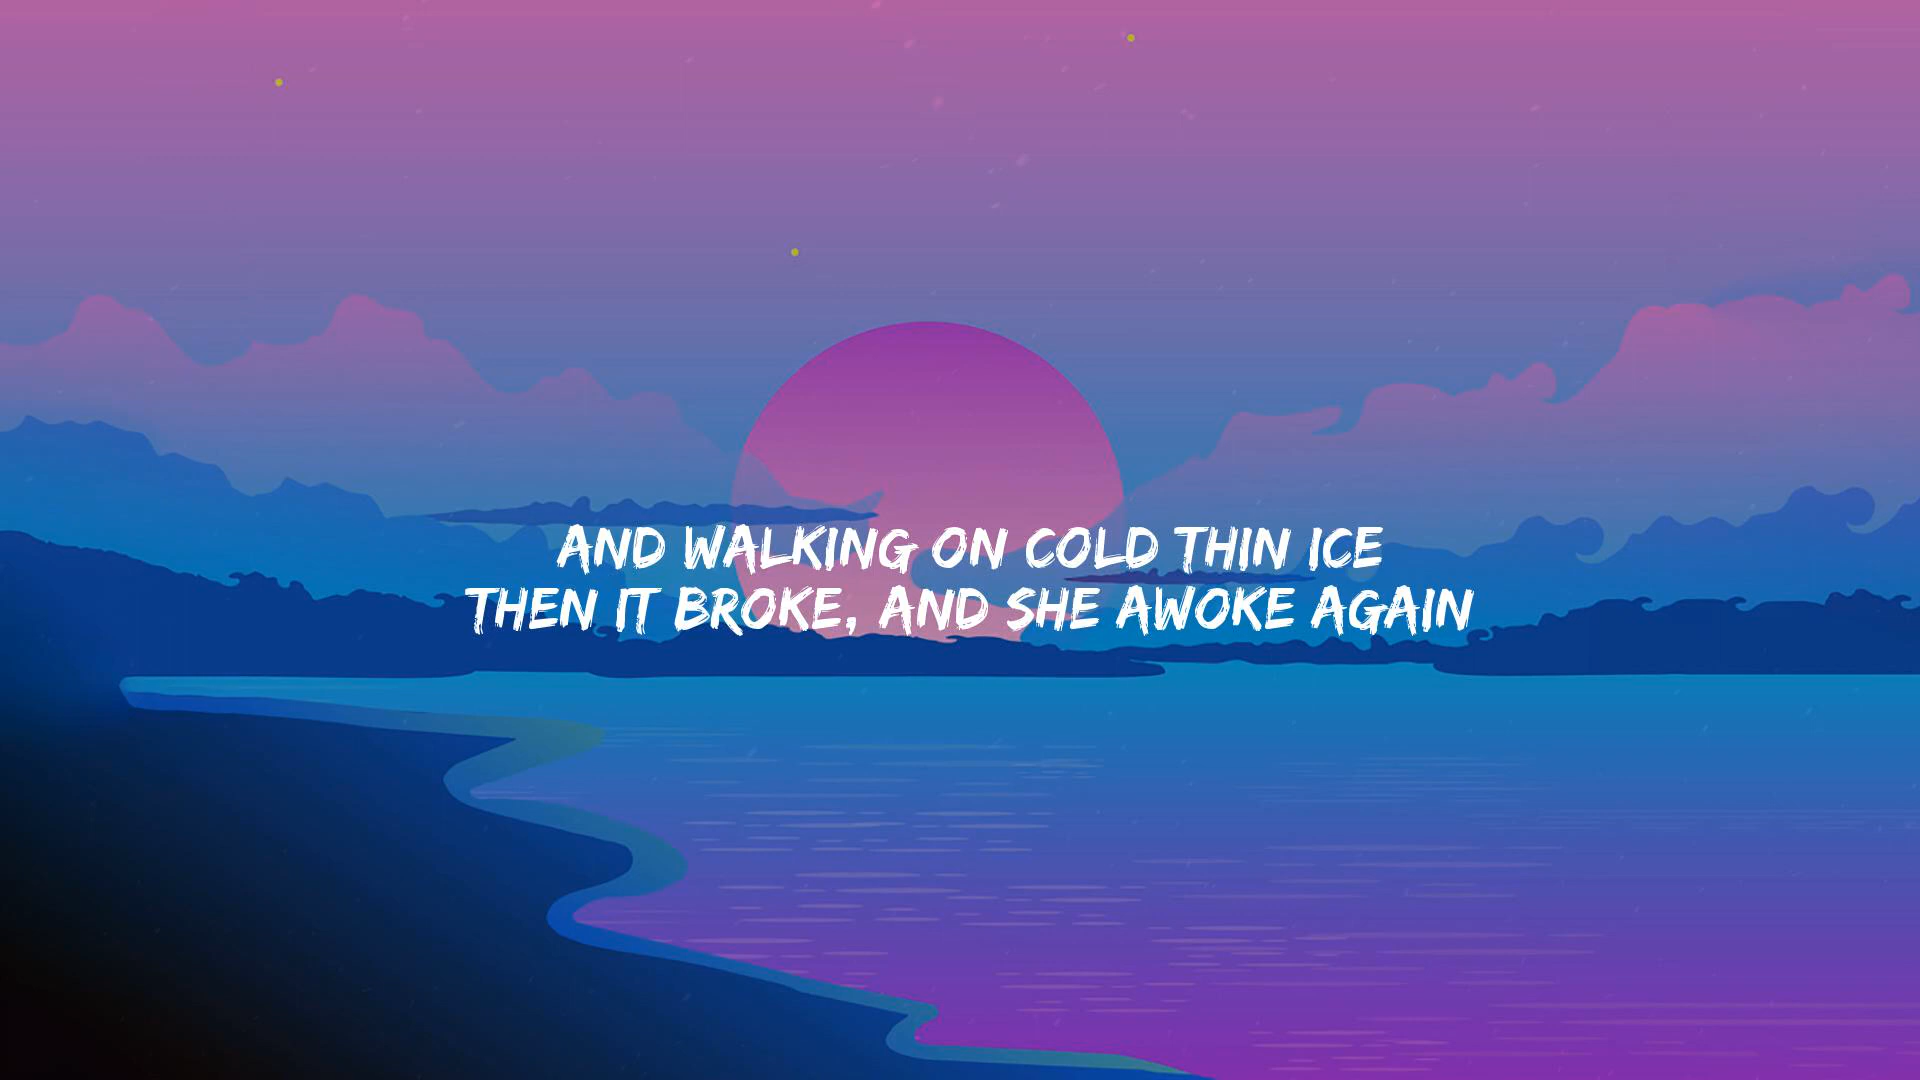 AND WALKING ON COLD THIN ICE
THEN IT BROKE, AND SHE AWOKE AGAIN